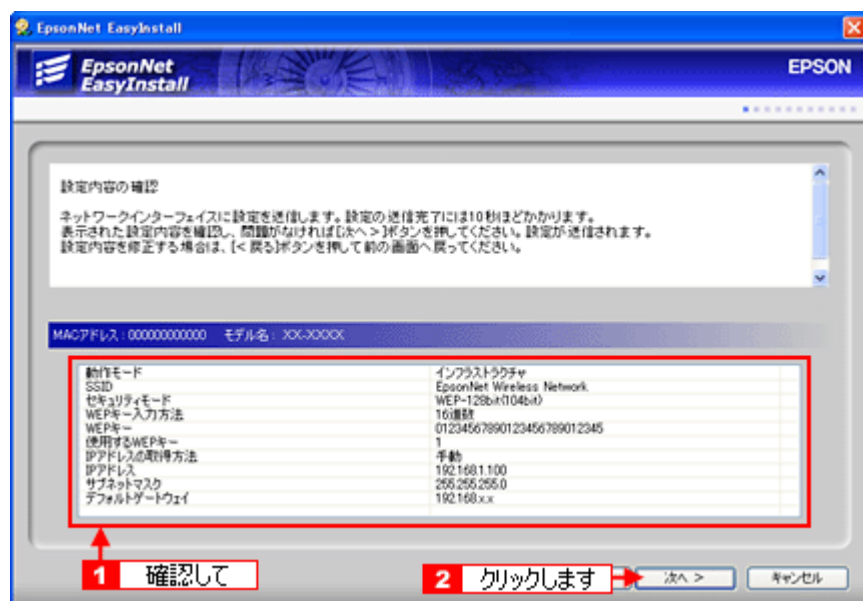 EpsonNet EasyInstall
EpsonNet
EasyInstall
EPSON
設定内容の確認
ネットワークインターフェイスに設定を送信します。設定の送信完了には10秒ほどかかります。
表示された設定内容を確認し、問題がなければ[次へ >]ボタンを押してください。設定が送信されます。
設定内容を修正する場合は、[< 戻る]ボタンを押して前の画面へ戻ってください。
MACアドレス : 000000000000 モデル名 : XX-XXXX
動作モード インフラストラクチャ
SSID EpsonNet Wireless Network
セキュリティモード WEP-128bit(104bit)
WEPキー入力方法 16進数
WEPキー 01234567890123456789012345
使用するWEPキー 1
IPアドレスの取得方法 手動
IPアドレス 192.168.1.100
サブネットマスク 255.255.255.0
デフォルトゲートウェイ 192.168.x.x
1 確認して
2 クリックします
次へ >
キャンセル